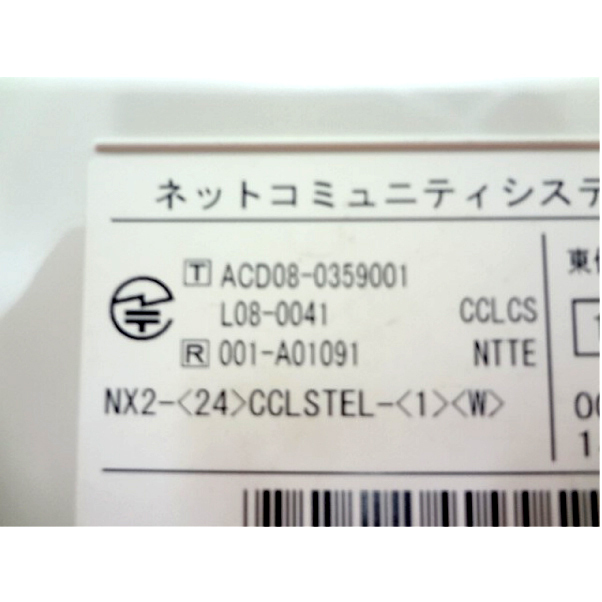 ネットコミュニティシステ
T ACD08-0359001
L08-0041 CCLCS
R 001-A01091 NTTE
NX2-<24>CCLSTEL-<1><W>
東